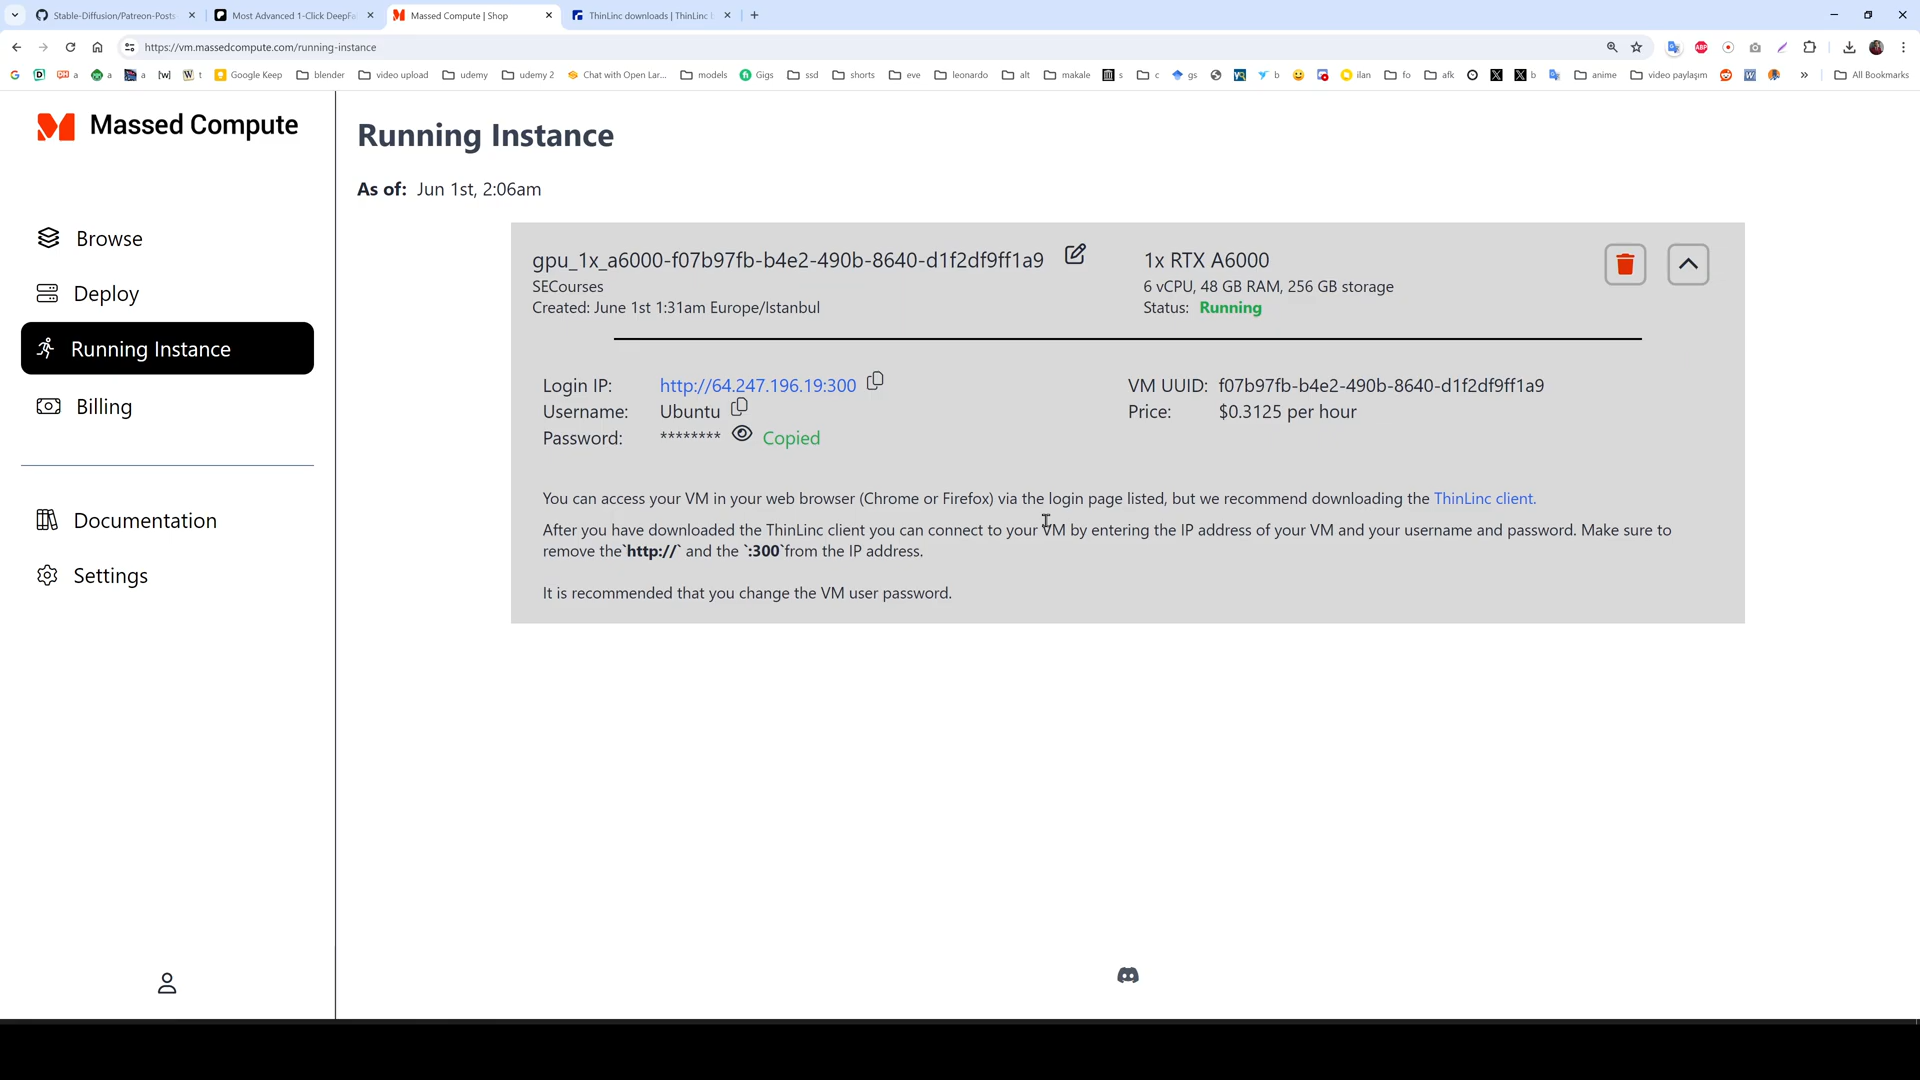 Stable-Diffusion/Patreon-Posts
Most Advanced 1-Click DeepF
Massed Compute | Shop
ThinLinc downloads | ThinLinc
https://vm.massedcompute.com/running-instance
a
a
a
t
Google Keep
blender
video upload
udemy
udemy 2
Chat with Open Lar...
models
Gigs
ssd
shorts
eve
leonardo
alt
makale
s
c
gs
b
ilan
fo
afk
b
anime
video paylaşım
All Bookmarks
Massed Compute
Browse
Deploy
Running Instance
Billing
Documentation
Settings
Running Instance
As of: Jun 1st, 2:06am
gpu_1x_a6000-f07b97fb-b4e2-490b-8640-d1f2df9ff1a9
SECourses
Created: June 1st 1:31am Europe/Istanbul
1x RTX A6000
6 vCPU, 48 GB RAM, 256 GB storage
Status: Running
Login IP: http://64.247.196.19:300
Username: Ubuntu
Password: ******** Copied
VM UUID: f07b97fb-b4e2-490b-8640-d1f2df9ff1a9
Price: $0.3125 per hour
You can access your VM in your web browser (Chrome or Firefox) via the login page listed, but we recommend downloading the ThinLinc client.
After you have downloaded the ThinLinc client you can connect to your VM by entering the IP address of your VM and your username and password. Make sure to
remove the`http://` and the `:300`from the IP address.
It is recommended that you change the VM user password.